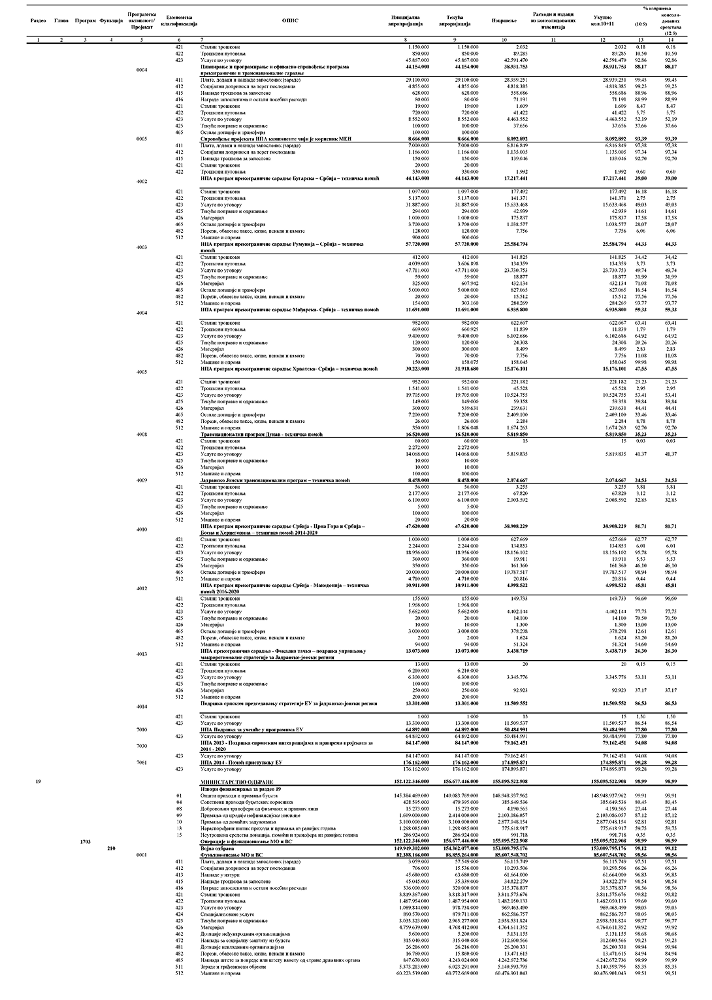 Раздео Глава Програм Функција Програмска активност/ Пројекат Економска класификација ОПИС Иницијална апропријација Текућа апропријација Извршење Расходи и издаци из консолидованих извештаја Укупно кол.10+11 % извршења (10:9) консоли-дованих средстава (12:9)
1 2 3 4 5 6 7 8 9 10 11 12 13 14
421 Стални трошкови 1.150.000 1.150.000 2.032 2.032 0,18 0,18
422 Трошкови путовања 850.000 850.000 89.285 89.285 10,50 10,50
423 Услуге по уговору 45.867.000 45.867.000 42.591.470 42.591.470 92,86 92,86
0004 Планирање и програмирање и ефикасно спровођење програма прекограничне и транснационалне сарадње 44.154.000 44.154.000 38.931.753 38.931.753 88,17 88,17
411 Плате, додаци и накнаде запослених (зараде) 29.100.000 29.100.000 28.939.251 28.939.251 99,45 99,45
412 Социјални доприноси на терет послодавца 4.855.000 4.855.000 4.818.385 4.818.385 99,25 99,25
415 Накнаде трошкова за запослене 628.000 628.000 558.686 558.686 88,96 88,96
416 Награде запосленима и остали посебни расходи 80.000 80.000 71.191 71.191 88,99 88,99
421 Стални трошкови 19.000 19.000 1.609 1.609 8,47 8,47
422 Трошкови путовања 720.000 720.000 41.422 41.422 5,75 5,75
423 Услуге по уговору 8.552.000 8.552.000 4.463.552 4.463.552 52,19 52,19
425 Текуће поправке и одржавање 100.000 100.000 37.656 37.656 37,66 37,66
465 Остале дотације и трансфери 100.000 100.000
0005 Спровођење пројеката ИПА компоненте чији је корисник МЕИ 8.666.000 8.666.000 8.092.892 8.092.892 93,39 93,39
411 Плате, додаци и накнаде запослених (зараде) 7.000.000 7.000.000 6.816.849 6.816.849 97,38 97,38
412 Социјални доприноси на терет послодавца 1.166.000 1.166.000 1.135.005 1.135.005 97,34 97,34
415 Накнаде трошкова за запослене 150.000 150.000 139.046 139.046 92,70 92,70
421 Стални трошкови 20.000 20.000
422 Трошкови путовања 330.000 330.000 1.992 1.992 0,60 0,60
4002 ИПА програм прекограничне сарадње Бугарска – Србија – техничка помоћ 44.143.000 44.143.000 17.217.441 17.217.441 39,00 39,00
421 Стални трошкови 1.097.000 1.097.000 177.492 177.492 16,18 16,18
422 Трошкови путовања 5.137.000 5.137.000 141.371 141.371 2,75 2,75
423 Услуге по уговору 31.887.000 31.887.000 15.633.468 15.633.468 49,03 49,03
425 Текуће поправке и одржавање 294.000 294.000 42.939 42.939 14,61 14,61
426 Материјал 1.000.000 1.000.000 175.837 175.837 17,58 17,58
465 Остале дотације и трансфери 3.700.000 3.700.000 1.038.577 1.038.577 28,07 28,07
482 Порези, обавезне таксе, казне, пенали и камате 128.000 128.000 7.756 7.756 6,06 6,06
512 Машине и опрема 900.000 900.000
4003 ИПА програм прекограничне сарадње Румунија – Србија – техничка помоћ 57.720.000 57.720.000 25.584.794 25.584.794 44,33 44,33
421 Стални трошкови 412.000 412.000 141.825 141.825 34,42 34,42
422 Трошкови путовања 4.039.000 3.606.898 134.359 134.359 3,73 3,73
423 Услуге по уговору 47.711.000 47.711.000 23.730.753 23.730.753 49,74 49,74
425 Текуће поправке и одржавање 59.000 59.000 18.877 18.877 31,99 31,99
426 Материјал 325.000 607.942 432.134 432.134 71,08 71,08
465 Остале дотације и трансфери 5.000.000 5.000.000 827.065 827.065 16,54 16,54
482 Порези, обавезне таксе, казне, пенали и камате 20.000 20.000 15.512 15.512 77,56 77,56
512 Машине и опрема 154.000 303.160 284.269 284.269 93,77 93,77
4004 ИПА програм прекограничне сарадње Мађарска- Србија – техничка помоћ 11.691.000 11.691.000 6.935.800 6.935.800 59,33 59,33
421 Стални трошкови 982.000 982.000 622.667 622.667 63,41 63,41
422 Трошкови путовања 669.000 660.925 11.839 11.839 1,79 1,79
423 Услуге по уговору 9.400.000 9.400.000 6.102.686 6.102.686 64,92 64,92
425 Текуће поправке и одржавање 120.000 120.000 24.308 24.308 20,26 20,26
426 Материјал 300.000 300.000 8.499 8.499 2,83 2,83
482 Порези, обавезне таксе, казне, пенали и камате 70.000 70.000 7.756 7.756 11,08 11,08
512 Машине и опрема 150.000 158.075 158.045 158.045 99,98 99,98
4005 ИПА програм прекограничне сарадње Хрватска- Србија – техничка помоћ 30.223.000 31.918.680 15.176.101 15.176.101 47,55 47,55
421 Стални трошкови 952.000 952.000 221.182 221.182 23,23 23,23
422 Трошкови путовања 1.541.000 1.541.000 45.528 45.528 2,95 2,95
423 Услуге по уговору 19.705.000 19.705.000 10.524.755 10.524.755 53,41 53,41
425 Текуће поправке и одржавање 149.000 149.000 59.358 59.358 39,84 39,84
426 Материјал 300.000 539.631 239.631 239.631 44,41 44,41
465 Остале дотације и трансфери 7.200.000 7.200.000 2.409.100 2.409.100 33,46 33,46
482 Порези, обавезне таксе, казне, пенали и камате 26.000 26.000 2.284 2.284 8,78 8,78
512 Машине и опрема 350.000 1.806.048 1.674.263 1.674.263 92,70 92,70
4008 Транснационални програм Дунав - техничка помоћ 16.520.000 16.520.000 5.819.850 5.819.850 35,23 35,23
421 Стални трошкови 60.000 60.000 15 15 0,03 0,03
422 Трошкови путовања 2.272.000 2.272.000
423 Услуге по уговору 14.068.000 14.068.000 5.819.835 5.819.835 41,37 41,37
425 Текуће поправке и одржавање 10.000 10.000
426 Материјал 10.000 10.000
512 Машине и опрема 100.000 100.000
4009 Јадранско Јонски транснационални програм – техничка помоћ 8.458.000 8.458.000 2.074.667 2.074.667 24,53 24,53
421 Стални трошкови 56.000 56.000 3.255 3.255 5,81 5,81
422 Трошкови путовања 2.177.000 2.177.000 67.820 67.820 3,12 3,12
423 Услуге по уговору 6.100.000 6.100.000 2.003.592 2.003.592 32,85 32,85
425 Текуће поправке и одржавање 5.000 5.000
426 Материјал 100.000 100.000
512 Машине и опрема 20.000 20.000
4010 ИПА програм прекограничне сарадње Србија - Црна Гора и Србија – Босна и Херцеговина – техничка помоћ 2014-2020 47.620.000 47.620.000 38.908.229 38.908.229 81,71 81,71
421 Стални трошкови 1.000.000 1.000.000 627.669 627.669 62,77 62,77
422 Трошкови путовања 2.244.000 2.244.000 134.853 134.853 6,01 6,01
423 Услуге по уговору 18.956.000 18.956.000 18.156.102 18.156.102 95,78 95,78
425 Текуће поправке и одржавање 360.000 360.000 19.911 19.911 5,53 5,53
426 Материјал 350.000 350.000 161.360 161.360 46,10 46,10
465 Остале дотације и трансфери 20.000.000 20.000.000 19.787.517 19.787.517 98,94 98,94
512 Машине и опрема 4.710.000 4.710.000 20.816 20.816 0,44 0,44
4012 ИПА програм прекограничне сарадње Србија - Македонија – техничка помоћ 2016-2020 10.911.000 10.911.000 4.998.522 4.998.522 45,81 45,81
421 Стални трошкови 155.000 155.000 149.733 149.733 96,60 96,60
422 Трошкови путовања 1.968.000 1.968.000
423 Услуге по уговору 5.662.000 5.662.000 4.402.144 4.402.144 77,75 77,75
425 Текуће поправке и одржавање 20.000 20.000 14.100 14.100 70,50 70,50
426 Материјал 10.000 10.000 1.300 1.300 13,00 13,00
465 Остале дотације и трансфери 3.000.000 3.000.000 378.298 378.298 12,61 12,61
482 Порези, обавезне таксе, казне, пенали и камате 2.000 2.000 1.624 1.624 81,20 81,20
512 Машине и опрема 94.000 94.000 51.324 51.324 54,60 54,60
4013 ИПА прекогранична сарадња - Фокална тачка – подршка управљању макрорегионалне стратегије за Јадранско-јонски регион 13.073.000 13.073.000 3.438.719 3.438.719 26,30 26,30
421 Стални трошкови 13.000 13.000 20 20 0,15 0,15
422 Трошкови путовања 6.210.000 6.210.000
423 Услуге по уговору 6.300.000 6.300.000 3.345.776 3.345.776 53,11 53,11
425 Текуће поправке и одржавање 100.000 100.000
426 Материјал 250.000 250.000 92.923 92.923 37,17 37,17
512 Машине и опрема 200.000 200.000
4014 Подршка српском председавању стратегије ЕУ за јадранско-јонски регион 13.301.000 13.301.000 11.509.552 11.509.552 86,53 86,53
421 Стални трошкови 1.000 1.000 15 15 1,50 1,50
423 Услуге по уговору 13.300.000 13.300.000 11.509.537 11.509.537 86,54 86,54
7010 ИПА Подршка за учешће у програмима ЕУ 64.892.000 64.892.000 50.484.991 50.484.991 77,80 77,80
423 Услуге по уговору 64.892.000 64.892.000 50.484.991 50.484.991 77,80 77,80
7030 ИПА 2013 - Подршка европским интеграцијама и припрема пројеката за 2014 - 2020 84.147.000 84.147.000 79.162.451 79.162.451 94,08 94,08
423 Услуге по уговору 84.147.000 84.147.000 79.162.451 79.162.451 94,08 94,08
7061 ИПА 2014 - Помоћ приступању ЕУ 176.162.000 176.162.000 174.895.871 174.895.871 99,28 99,28
423 Услуге по уговору 176.162.000 176.162.000 174.895.871 174.895.871 99,28 99,28
19 МИНИСТАРСТВО ОДБРАНЕ 152.122.346.000 156.677.446.000 155.095.522.908 155.095.522.908 98,99 98,99
Извори финансирања за раздео 19
01 Општи приходи и примања буџета 145.384.469.000 149.083.769.000 148.948.937.962 148.948.937.962 99,91 99,91
04 Сопствени приходи буџетских корисника 428.595.000 479.395.000 385.649.536 385.649.536 80,45 80,45
08 Добровољни трансфери од физичких и правних лица 15.273.000 15.273.000 4.190.565 4.190.565 27,44 27,44
09 Примања од продаје нефинансијске имовине 1.609.000.000 2.414.000.000 2.103.086.057 2.103.086.057 87,12 87,12
10 Примања од домаћих задуживања 3.100.000.000 3.100.000.000 2.877.048.154 2.877.048.154 92,81 92,81
13 Нераспоређени вишак прихода и примања из ранијих година 1.298.085.000 1.298.085.000 775.618.917 775.618.917 59,75 59,75
15 Неутрошена средства донација, помоћи и трансфера из ранијих година 286.924.000 286.924.000 991.718 991.718 0,35 0,35
1703 Операције и функционисање МО и ВС 152.122.346.000 156.677.446.000 155.095.522.908 155.095.522.908 98,99 98,99
210 Војна одбрана 149.949.302.000 154.362.077.000 153.009.795.176 153.009.795.176 99,12 99,12
0001 Функционисање МО и ВС 82.388.166.000 86.855.264.000 85.607.548.702 85.607.548.702 98,56 98,56
411 Плате, додаци и накнаде запослених (зараде) 3.059.000 57.549.000 56.115.749 56.115.749 97,51 97,51
412 Социјални доприноси на терет послодавца 706.000 15.536.000 10.293.506 10.293.506 66,26 66,26
413 Накнаде у натури 45.680.000 63.680.000 61.664.000 61.664.000 96,83 96,83
415 Накнаде трошкова за запослене 45.045.000 35.339.000 34.822.279 34.822.279 98,54 98,54
416 Награде запосленима и остали посебни расходи 336.000.000 320.000.000 315.378.837 315.378.837 98,56 98,56
421 Стални трошкови 3.819.367.000 3.818.317.000 3.811.575.676 3.811.575.676 99,82 99,82
422 Трошкови путовања 1.487.954.000 1.487.954.000 1.482.050.133 1.482.050.133 99,60 99,60
423 Услуге по уговору 1.089.844.000 978.738.000 969.463.490 969.463.490 99,05 99,05
424 Специјализоване услуге 890.570.000 879.711.000 862.586.757 862.586.757 98,05 98,05
425 Текуће поправке и одржавање 3.035.323.000 2.965.277.000 2.958.531.824 2.958.531.824 99,77 99,77
426 Материјал 4.759.639.000 4.768.412.000 4.764.611.352 4.764.611.352 99,92 99,92
462 Дотације међународним организацијама 5.600.000 5.200.000 5.131.155 5.131.155 98,68 98,68
472 Накнаде за социјалну заштиту из буџета 315.040.000 315.040.000 312.600.566 312.600.566 99,23 99,23
481 Дотације невладиним организацијама 26.216.000 26.216.000 26.200.331 26.200.331 99,94 99,94
482 Порези, обавезне таксе, казне, пенали и камате 16.760.000 15.860.000 13.471.615 13.471.615 84,94 84,94
485 Накнада штете за повреде или штету нанету од стране државних органа 847.670.000 4.243.024.000 4.242.672.736 4.242.672.736 99,99 99,99
511 Зграде и грађевински објекти 5.373.213.000 6.023.291.000 5.140.593.795 5.140.593.795 85,35 85,35
512 Машине и опрема 60.223.539.000 60.772.669.000 60.476.901.043 60.476.901.043 99,51 99,51